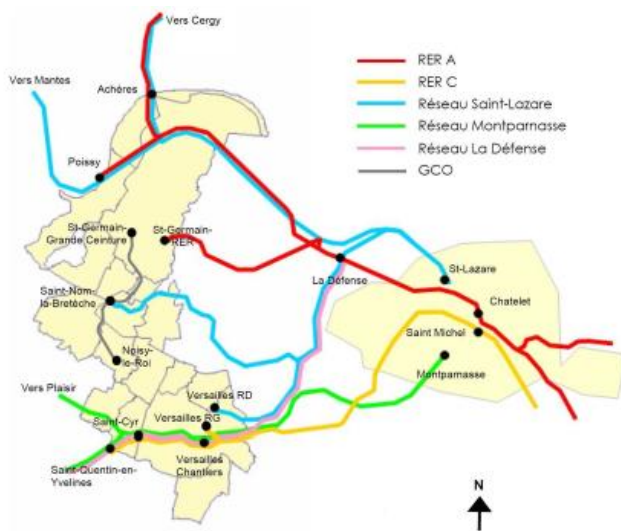 Vers Cergy
Vers Mantes
Achères
Poissy
RER A
RER C
Réseau Saint-Lazare
Réseau Montparnasse
Réseau La Défense
GCO
St-Germain-
Grande Ceinture
St-Germain-
RER
La Défense
St-Lazare
Saint-Nom-
la-Bretèche
Chatelet
Saint Michel
Montparnasse
Noisy-
le-Roi
Vers Plaisir
Versailles RD
Versailles RG
Saint-Cyr
Saint-Quentin-en-
Yvelines
Versailles
Chantiers
N